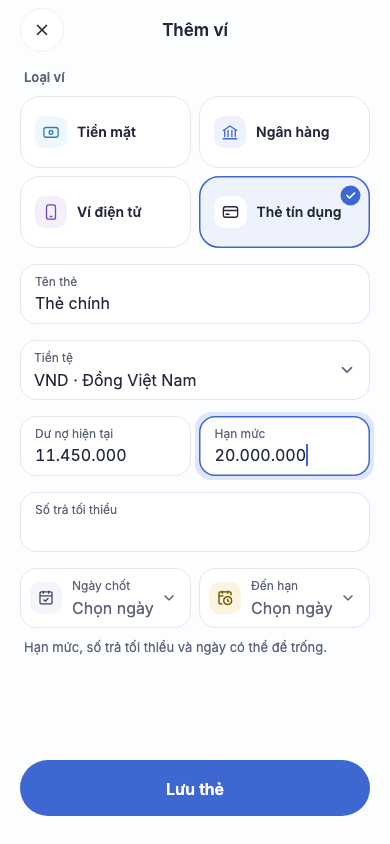 Thêm ví
Loại ví
Tiền mặt
Ngân hàng
Ví điện tử
Thẻ tín dụng
Tên thẻ
Thẻ chính
Tiền tệ
VND · Đồng Việt Nam
Dư nợ hiện tại
11.450.000
Hạn mức
20.000.000
Số trả tối thiểu
Ngày chốt
Chọn ngày
Đến hạn
Chọn ngày
Hạn mức, số trả tối thiểu và ngày có thể để trống.
Lưu thẻ